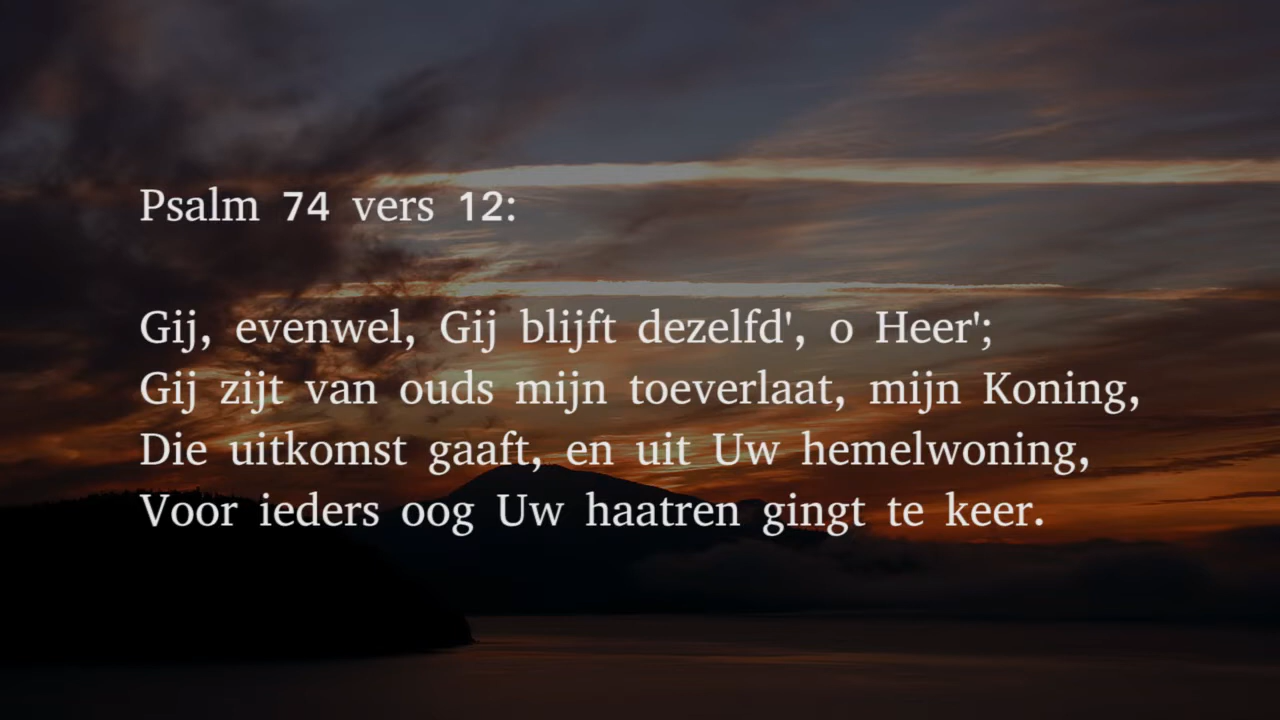 Psalm 74 vers 12:
Gij, evenwel, Gij blijft dezelfd', o Heer';
Gij zijt van ouds mijn toeverlaat, mijn Koning,
Die uitkomst gaaft, en uit Uw hemelwoning,
Voor ieders oog Uw haatren gingt te keer.